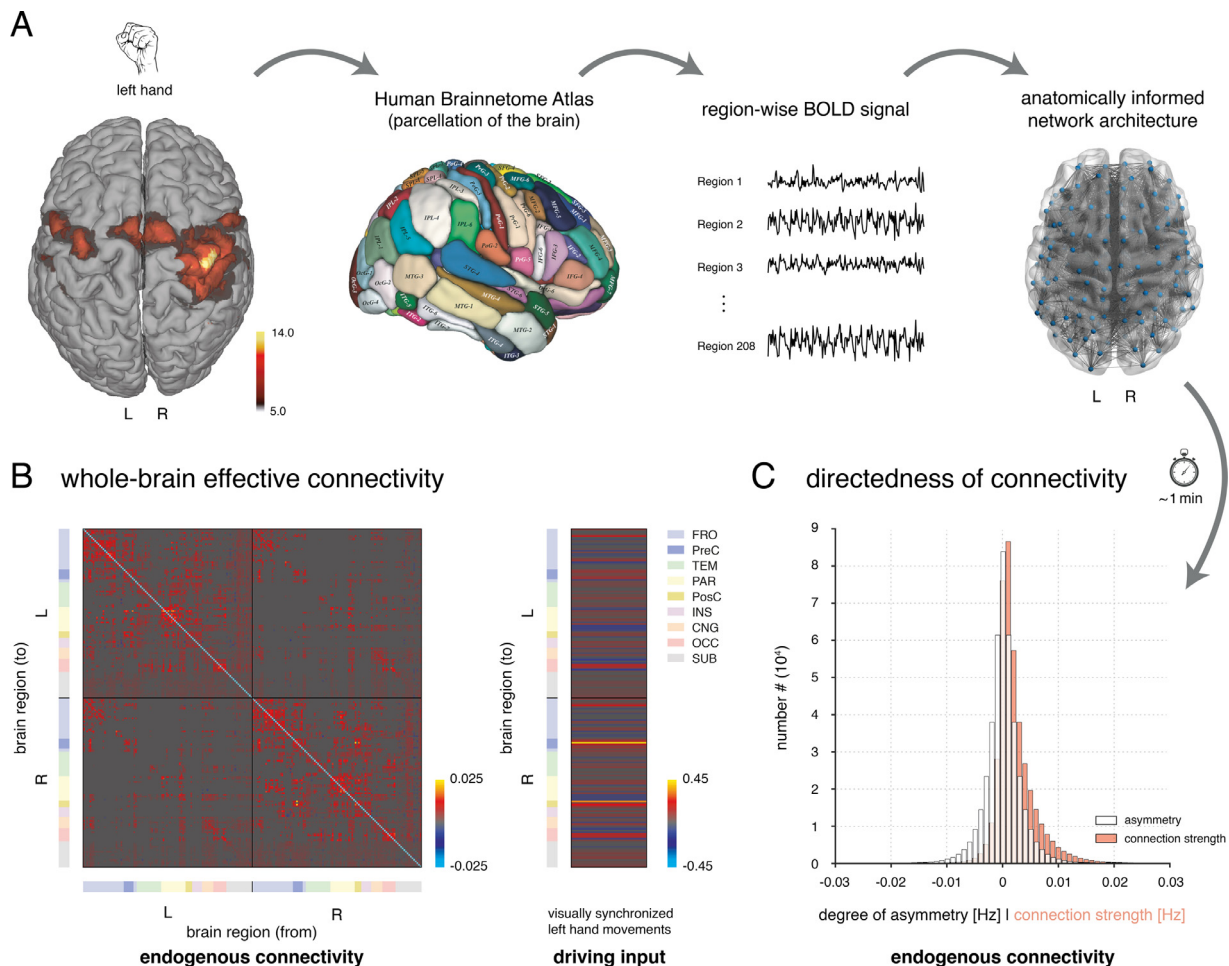 A
left hand
14.0
5.0
L R
Human Brainnetome Atlas
(parcellation of the brain)
region-wise BOLD signal
Region 1
Region 2
Region 3
Region 208
anatomically informed
network architecture
L R
~1 min
B whole-brain effective connectivity
brain region (to)
L
R
0.025
-0.025
L R
brain region (from)
endogenous connectivity
brain region (to)
L
R
FRO
PreC
TEM
PAR
PosC
INS
CNG
OCC
SUB
0.45
-0.45
visually synchronized
left hand movements
driving input
C directedness of connectivity
number # (10⁴)
9
8
7
6
5
4
3
2
1
0
asymmetry
connection strength
-0.03 -0.02 -0.01 0 0.01 0.02 0.03
degree of asymmetry [Hz] | connection strength [Hz]
endogenous connectivity